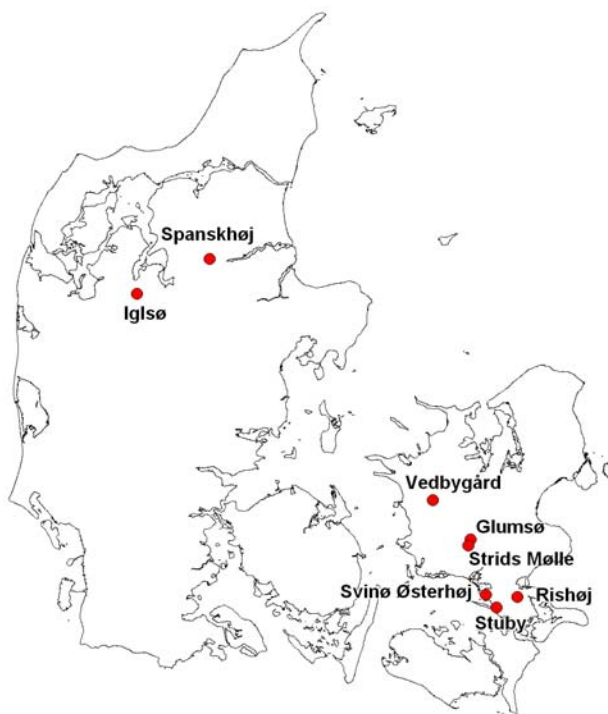 Spanskhøj
Iglsø
Vedbygård
Glumsø
Strids Mølle
Svinø Østerhøj
Rishøj
Stuby